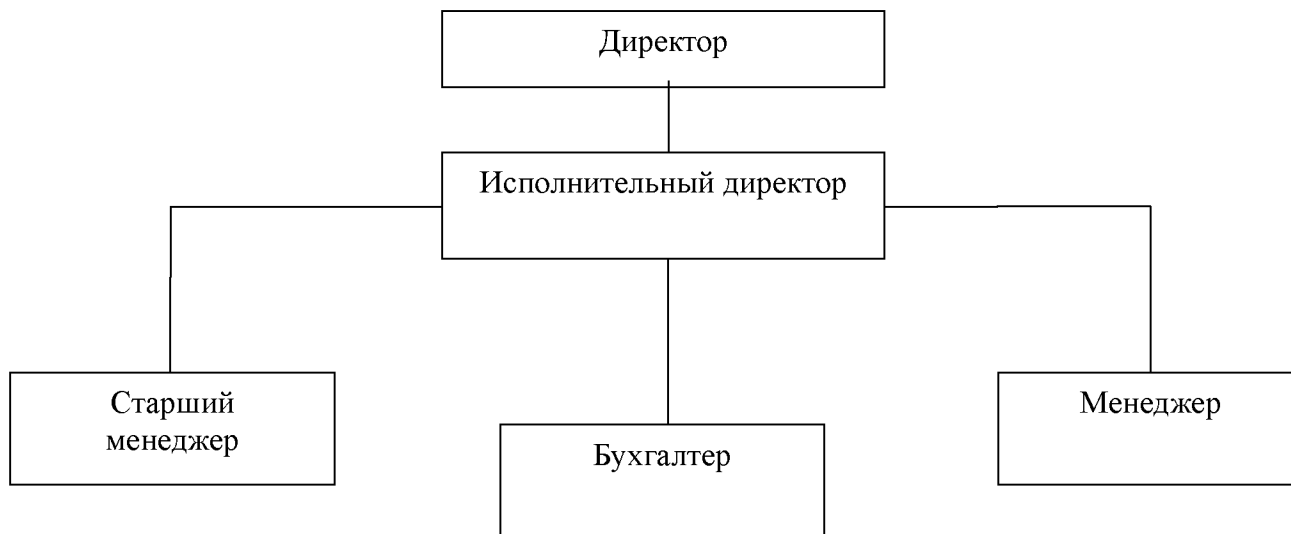 Директор
Исполнительный директор
Старший
менеджер
Менеджер
Бухгалтер